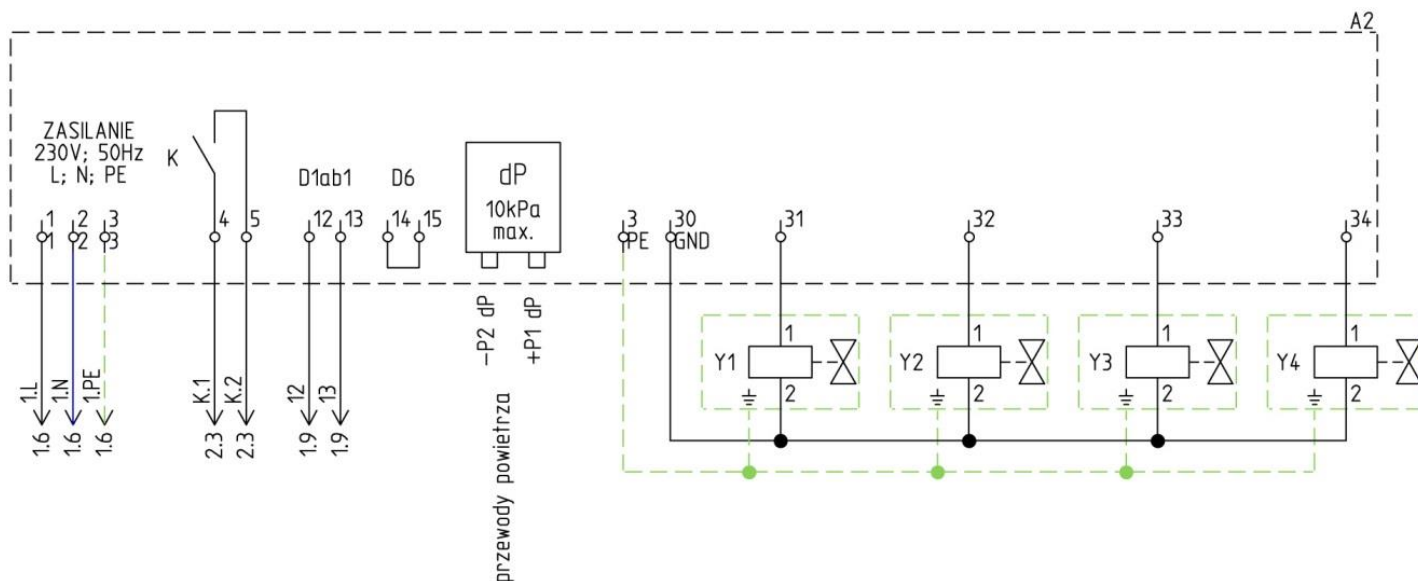 A2
ZASILANIE
230V; 50Hz
L; N; PE
K
D1ab1
D6
dP
10kPa
max.
1
2
3
4
5
12
13
14
15
3
30
31
32
33
34
1
2
3
PE
GND
-P2 dP
+P1 dP
przewody powietrza
1.L
1.N
1.PE
K.1
K.2
12
13
1.6
1.6
1.6
2.3
2.3
1.9
1.9
Y1
1
2
Y2
1
2
Y3
1
2
Y4
1
2